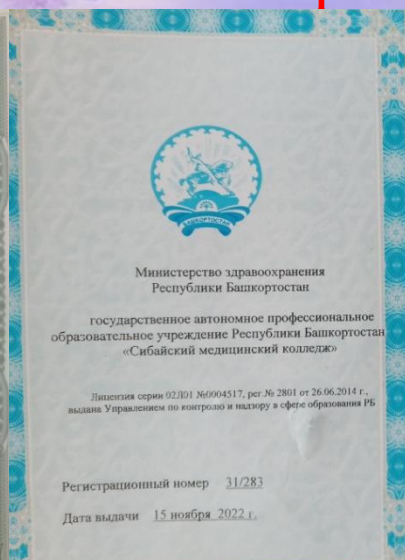 БАШКОРТОСТАН
Министерство здравоохранения
Республики Башкортостан
государственное автономное профессиональное
образовательное учреждение Республики Башкортостан
«Сибайский медицинский колледж»
Лицензия серии 02Л01 №0004517, рег.№ 2801 от 26.06.2014 г.,
выдана Управлением по контролю и надзору в сфере образования РБ
Регистрационный номер 31/283
Дата выдачи 15 ноября 2022 г.